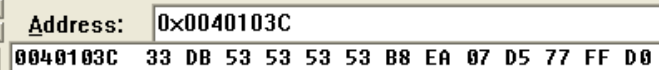 Address: 0x0040103C
0040103C 33 DB 53 53 53 53 B8 EA 07 D5 77 FF D0